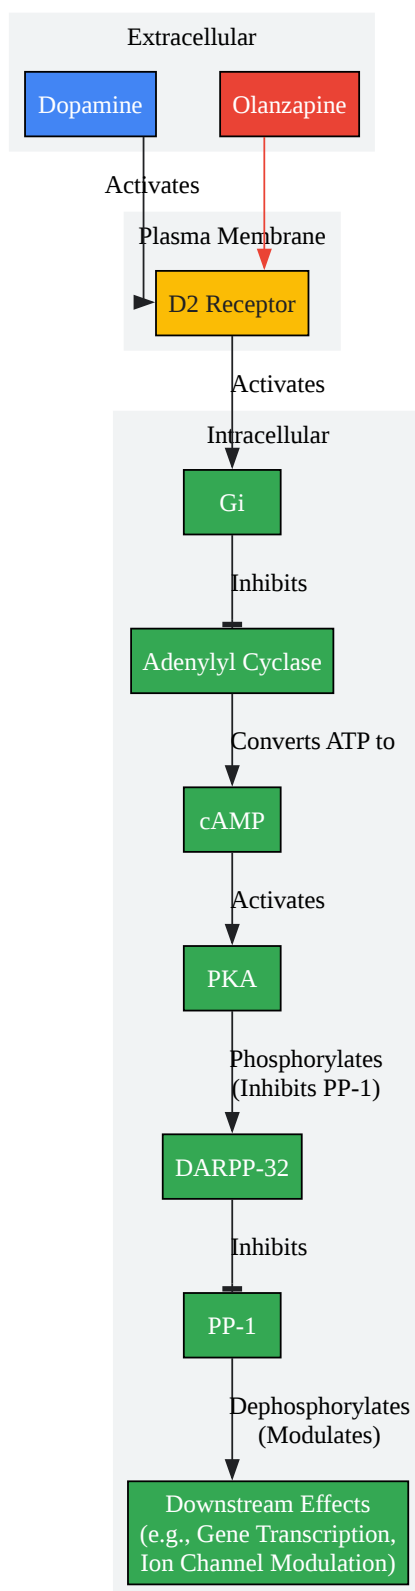 Extracellular
Dopamine
Olanzapine
Activates
Plasma Membrane
D2 Receptor
Activates
Intracellular
Gi
Inhibits
Adenylyl Cyclase
Converts ATP to
cAMP
Activates
PKA
Phosphorylates
(Inhibits PP-1)
DARPP-32
Inhibits
PP-1
Dephosphorylates
(Modulates)
Downstream Effects
(e.g., Gene Transcription,
Ion Channel Modulation)